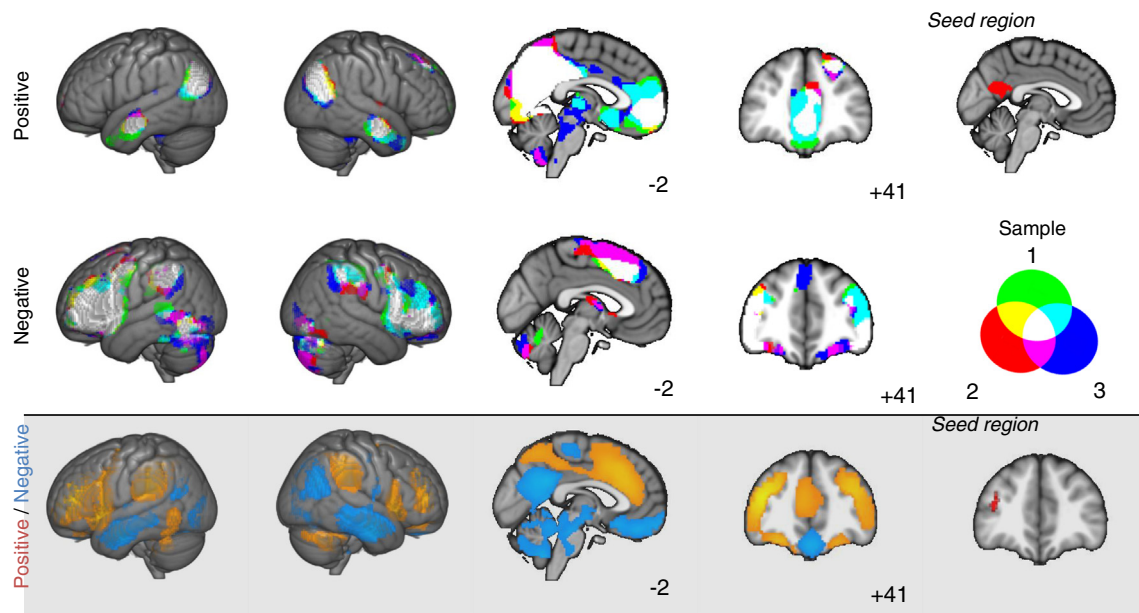 Seed region
Positive
-2
+41
Negative
-2
+41
Sample
1
2
3
Seed region
Positive / Negative
-2
+41